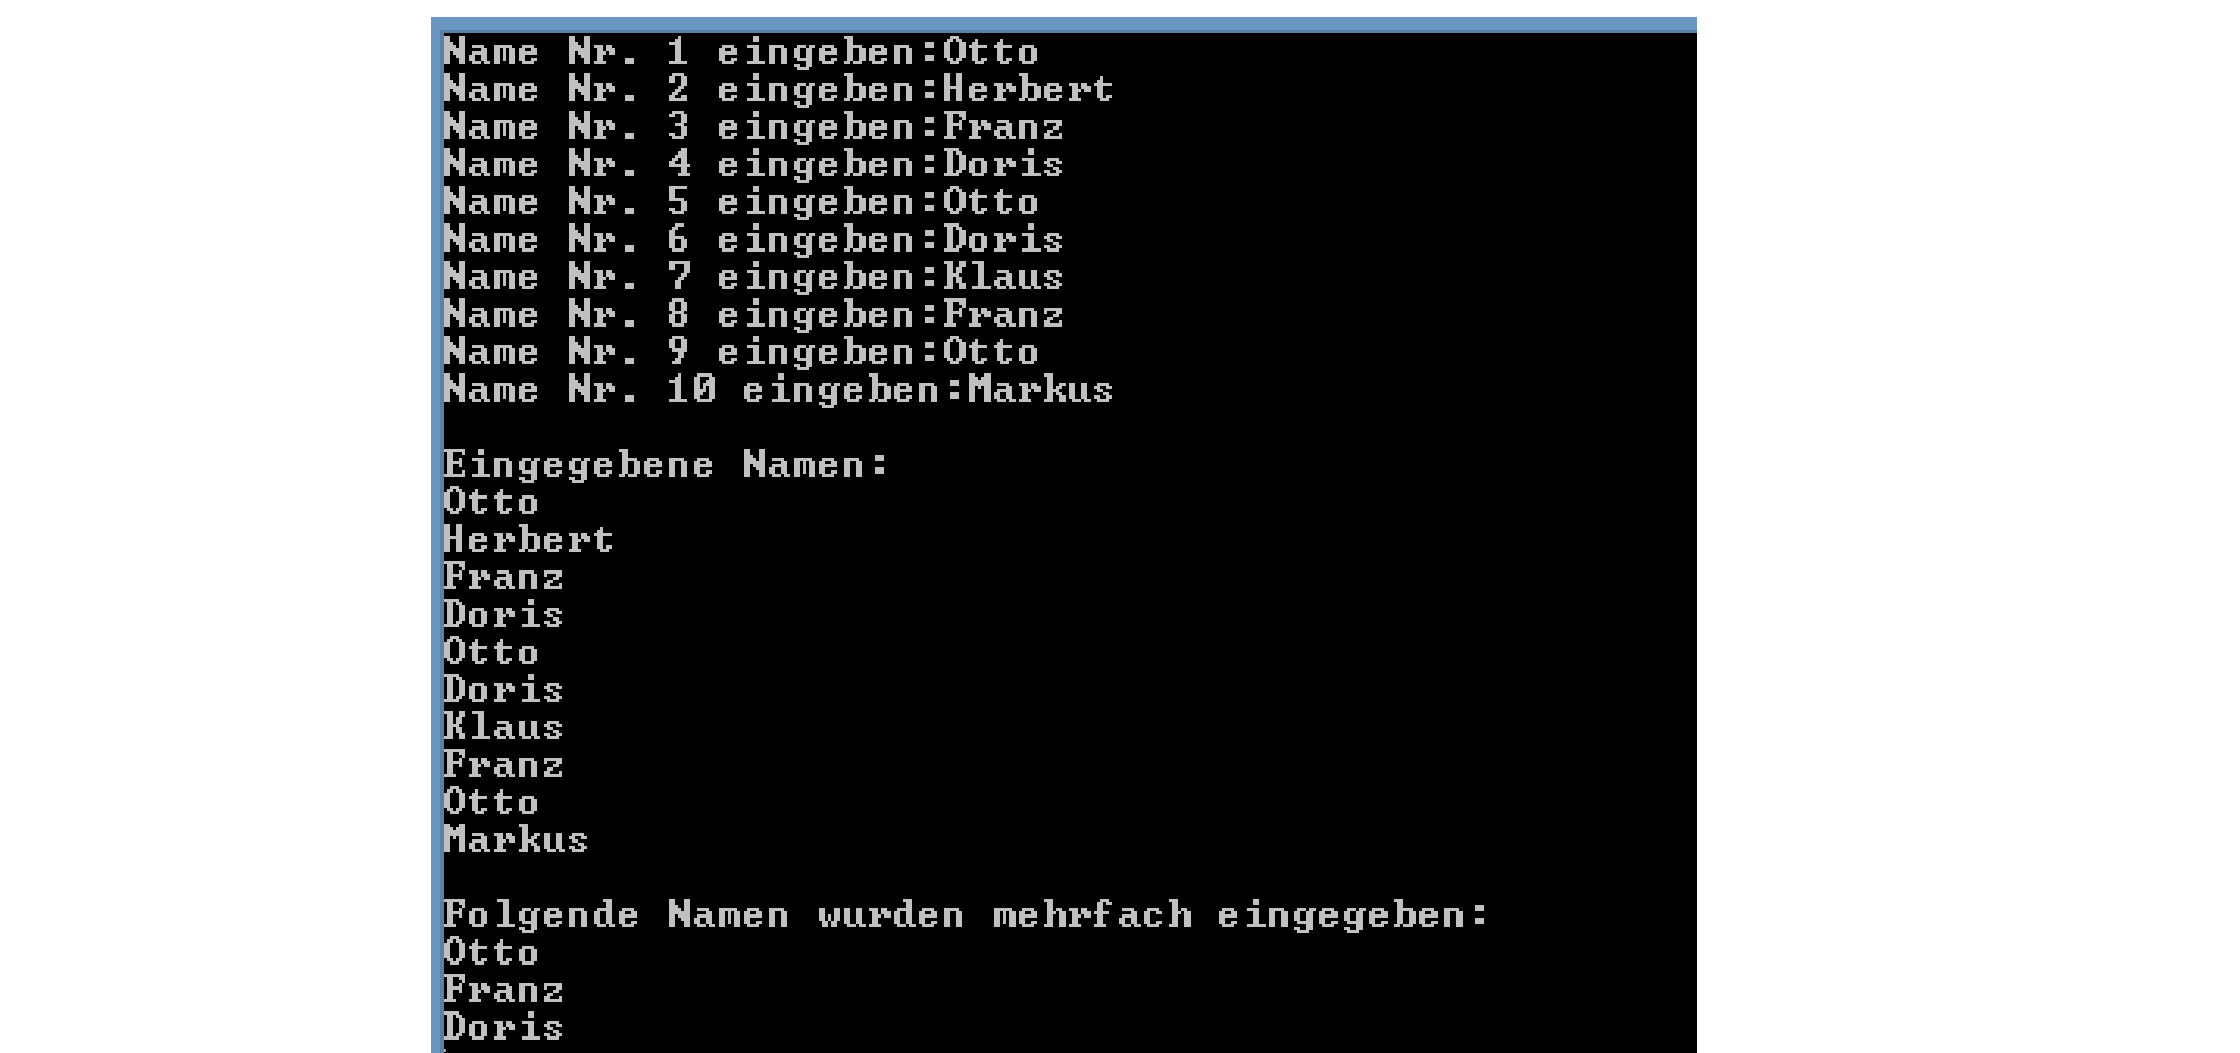 Name Nr. 1 eingeben:Otto
Name Nr. 2 eingeben:Herbert
Name Nr. 3 eingeben:Franz
Name Nr. 4 eingeben:Doris
Name Nr. 5 eingeben:Otto
Name Nr. 6 eingeben:Doris
Name Nr. 7 eingeben:Klaus
Name Nr. 8 eingeben:Franz
Name Nr. 9 eingeben:Otto
Name Nr. 10 eingeben:Markus
Eingegebene Namen:
Otto
Herbert
Franz
Doris
Otto
Doris
Klaus
Franz
Otto
Markus
Folgende Namen wurden mehrfach eingegeben:
Otto
Franz
Doris